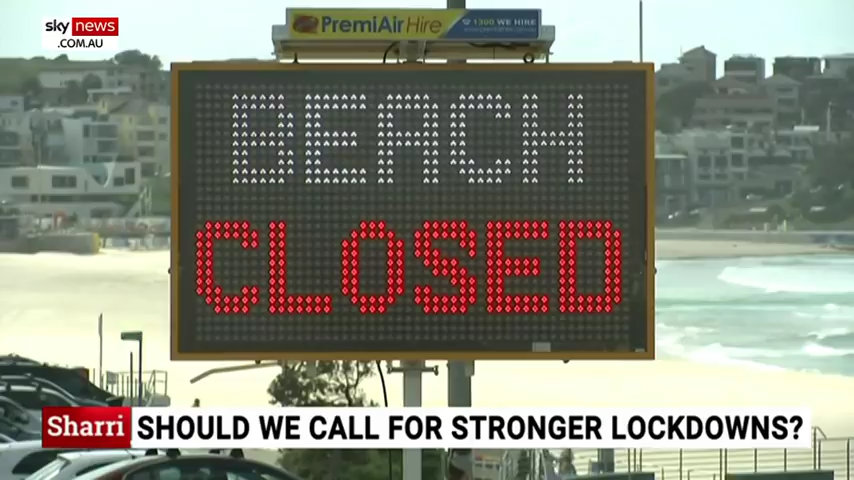 sky news
.COM.AU
PremiAir Hire
1300 WE HIRE
BEACH
CLOSED
Sharri
SHOULD WE CALL FOR STRONGER LOCKDOWNS?